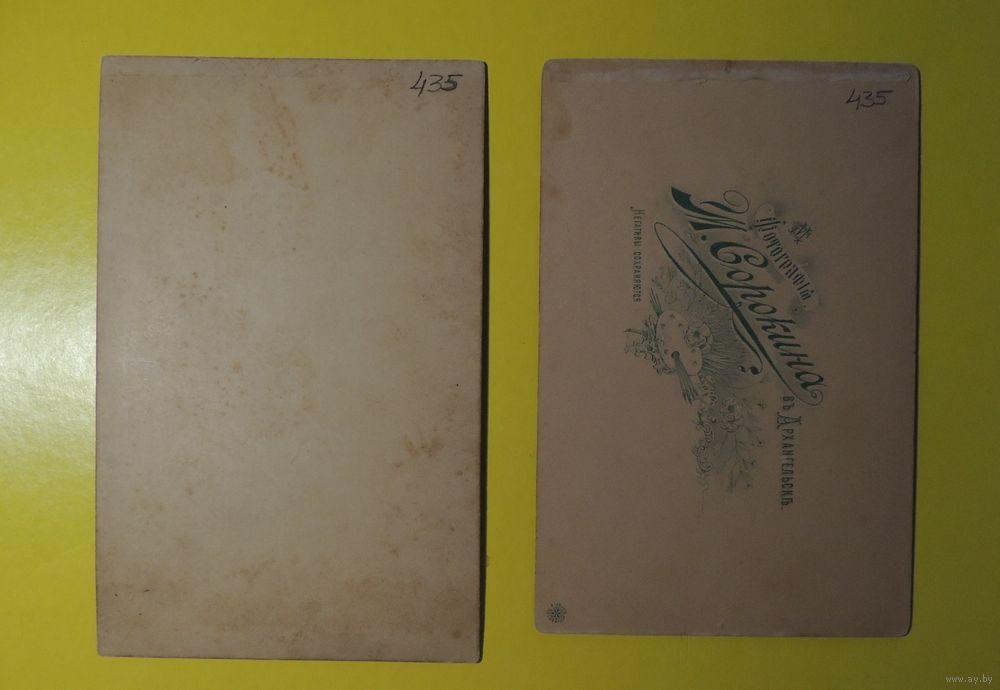 435
435
Фотографія
И. Сорокина
въ Архангельскѣ.
Негативы сохраняются
www.ay.by